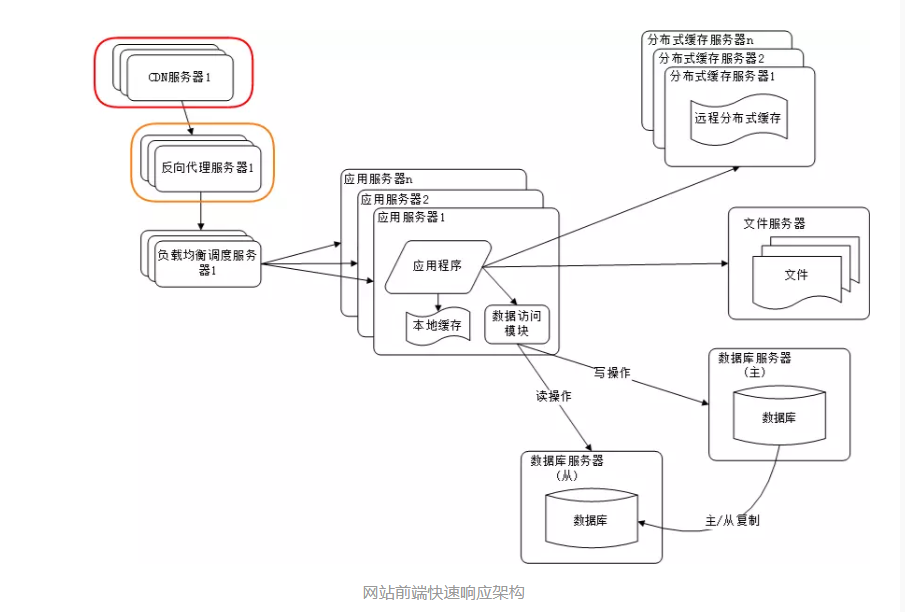 CDN服务器1
反向代理服务器1
负载均衡调度服务
器1
应用服务器n
应用服务器2
应用服务器1
应用程序
本地缓存
数据访问
模块
分布式缓存服务器n
分布式缓存服务器2
分布式缓存服务器1
远程分布式缓存
文件服务器
文件
写操作
读操作
数据库服务器
(主)
数据库
数据库服务器
(从)
数据库
主/从复制
网站前端快速响应架构